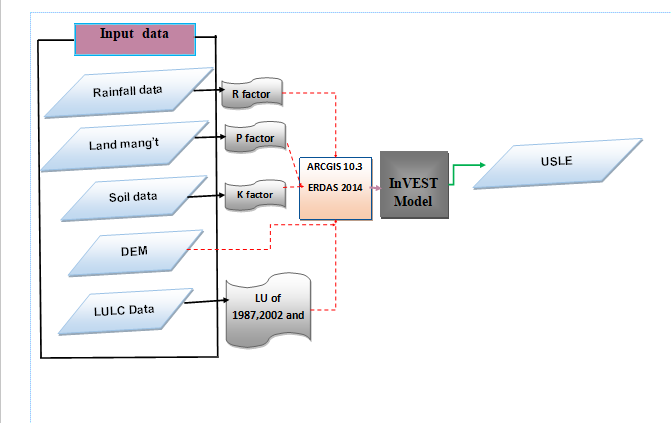 Input data
Rainfall data
R factor
Land mang't
P factor
ARCGIS 10.3
ERDAS 2014
InVEST
Model
USLE
Soil data
K factor
DEM
LULC Data
LU of
1987,2002 and